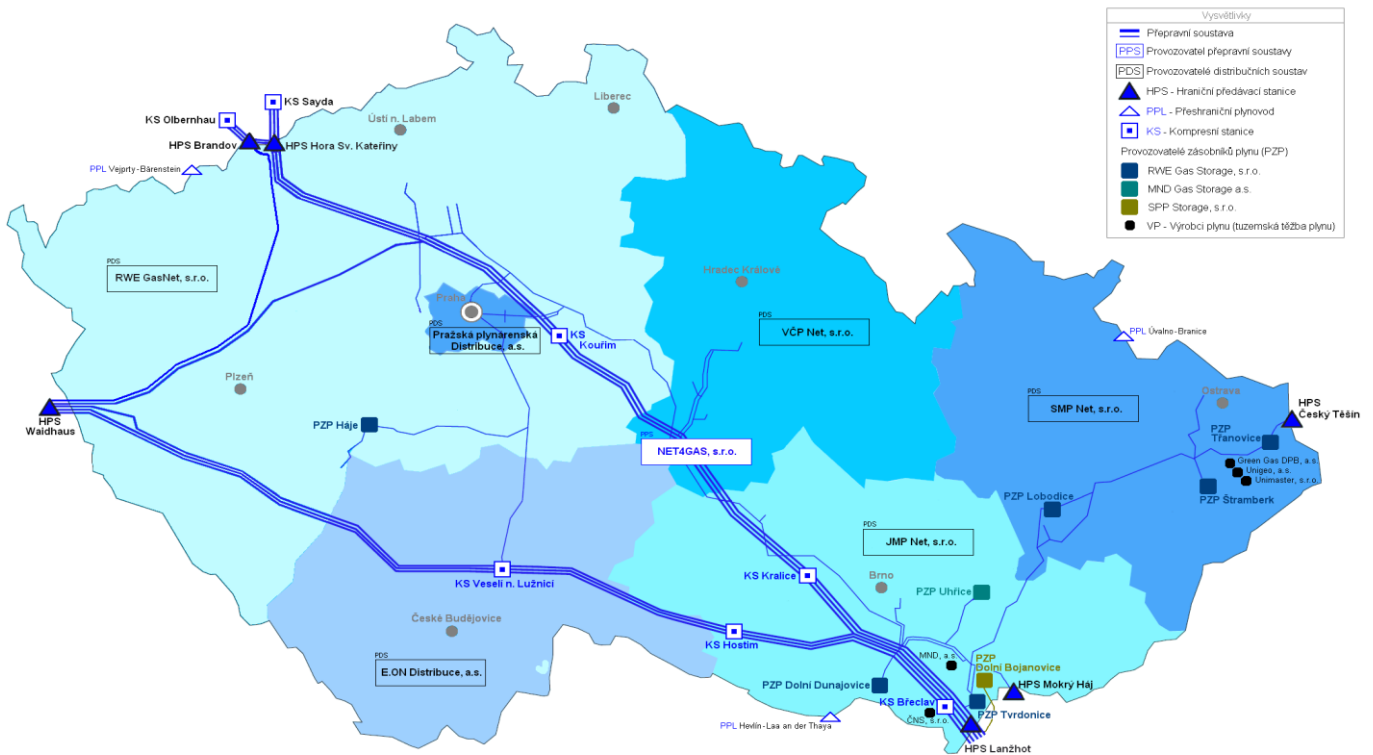 Vysvětlivky
Přepravní soustava
PPS Provozovatel přepravní soustavy
PDS Provozovatelé distribučních soustav
HPS - Hraniční předávací stanice
PPL - Přeshraniční plynovod
KS - Kompresní stanice
Provozovatelé zásobníků plynu (PZP)
RWE Gas Storage, s.r.o.
MND Gas Storage a.s.
SPP Storage, s.r.o.
VP - Výrobci plynu (tuzemská těžba plynu)
KS Sayda
Liberec
KS Olbernhau
Ústí n. Labem
HPS Brandov
HPS Hora Sv. Kateřiny
PPL Vejprty-Bärenstein
PDS
RWE GasNet, s.r.o.
Hradec Králové
Praha
PDS
Pražská plynárenská
Distribuce, a.s.
KS
Kouřim
PDS
VČP Net, s.r.o.
PPL Úvalno-Branice
Plzeň
HPS
Waidhaus
PZP Háje
PDS
SMP Net, s.r.o.
Ostrava
HPS
Český Těšín
PZP
Třanovice
PPS
NET4GAS, s.r.o.
Green Gas DPB, a.s.
Unigeo, a.s.
Unimaster, s.r.o.
PZP Štramberk
PZP Lobodice
PDS
JMP Net, s.r.o.
KS Veselí n. Lužnicí
KS Kralice
Brno
PZP Uhřice
České Budějovice
KS Hostim
PDS
E.ON Distribuce, a.s.
MND, a.s.
PZP
Dolní Bojanovice
PZP Dolní Dunajovice
HPS Mokrý Háj
KS Břeclav
PZP Tvrdonice
ČNS, s.r.o.
PPL Hevlín-Laa an der Thaya
HPS Lanžhot